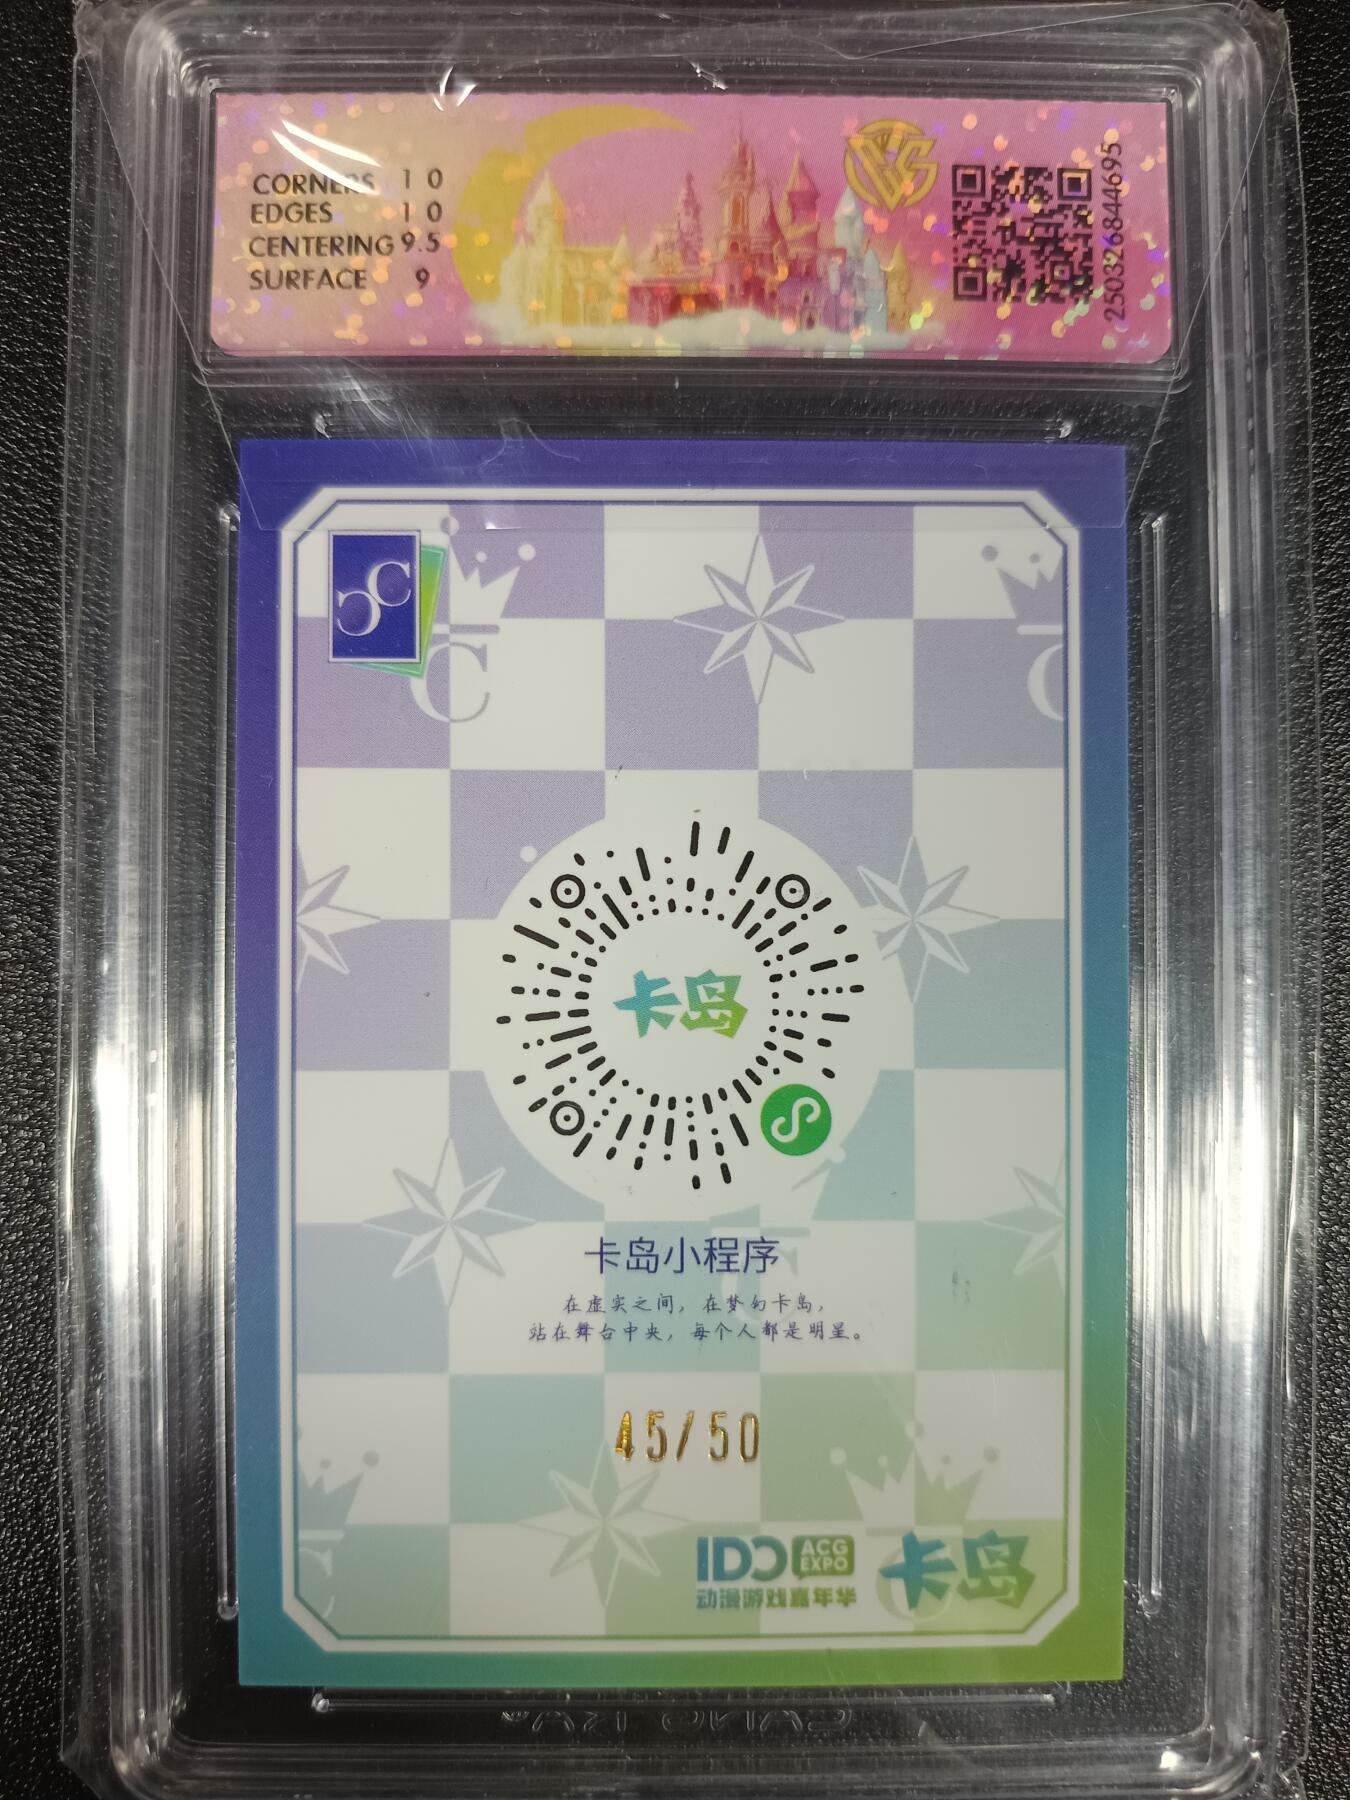 CORNERS 10
EDGES 10
CENTERING 9.5
SURFACE 9
250326844695
C
卡岛
卡岛小程序
在虚实之间，在梦幻卡岛，
站在舞台中央，每个人都是明星。
45/50
IDO ACG EXPO
动漫游戏嘉年华
卡岛